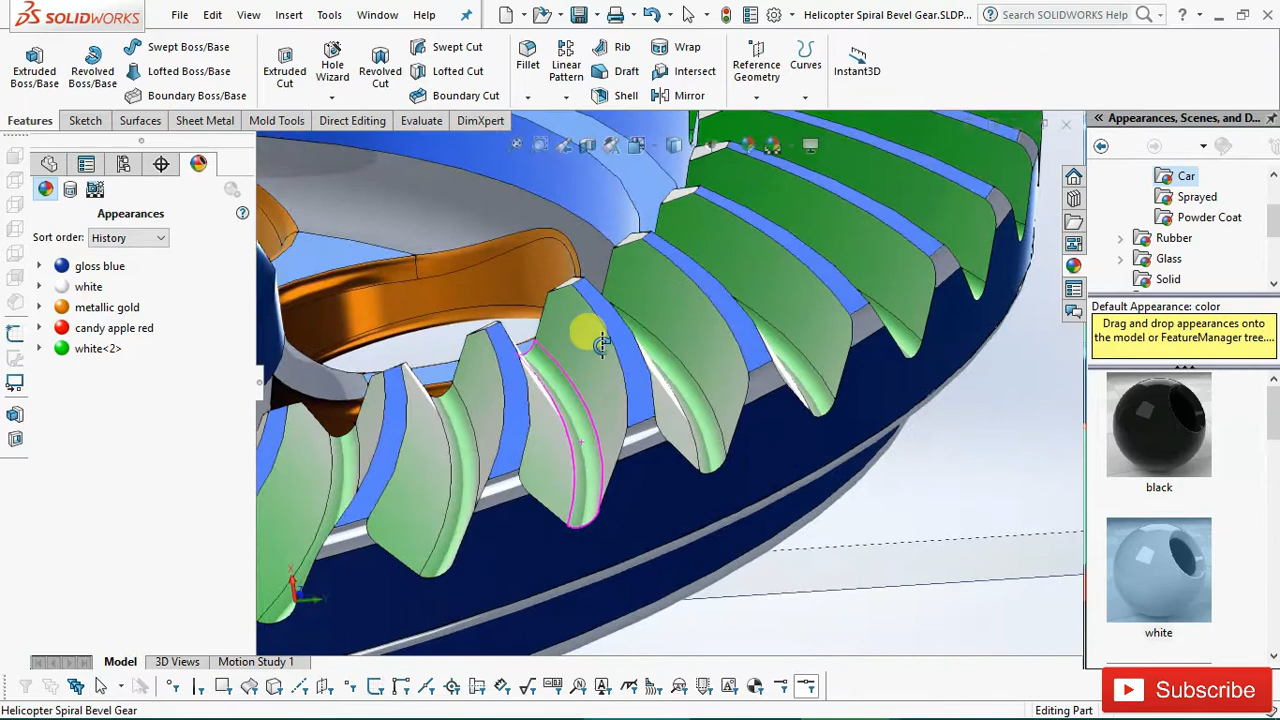 SOLIDWORKS File Edit View Insert Tools Window Help Helicopter Spiral Bevel Gear.SLDP... Search SOLIDWORKS Help ?
Extruded Boss/Base
Revolved Boss/Base
Swept Boss/Base
Lofted Boss/Base
Boundary Boss/Base
Extruded Cut
Hole Wizard
Revolved Cut
Swept Cut
Lofted Cut
Boundary Cut
Fillet
Linear Pattern
Rib
Draft
Shell
Wrap
Intersect
Mirror
Reference Geometry
Curves
Instant3D
Features Sketch Surfaces Sheet Metal Mold Tools Direct Editing Evaluate DimXpert
Appearances
Sort order: History
gloss blue
white
metallic gold
candy apple red
white<2>
Appearances, Scenes, and D...
Car
Sprayed
Powder Coat
Rubber
Glass
Solid
Default Appearance: color
Drag and drop appearances onto
the model or FeatureManager tree...
black
white
X
Y
Model 3D Views Motion Study 1
Subscribe
Helicopter Spiral Bevel Gear Editing Part